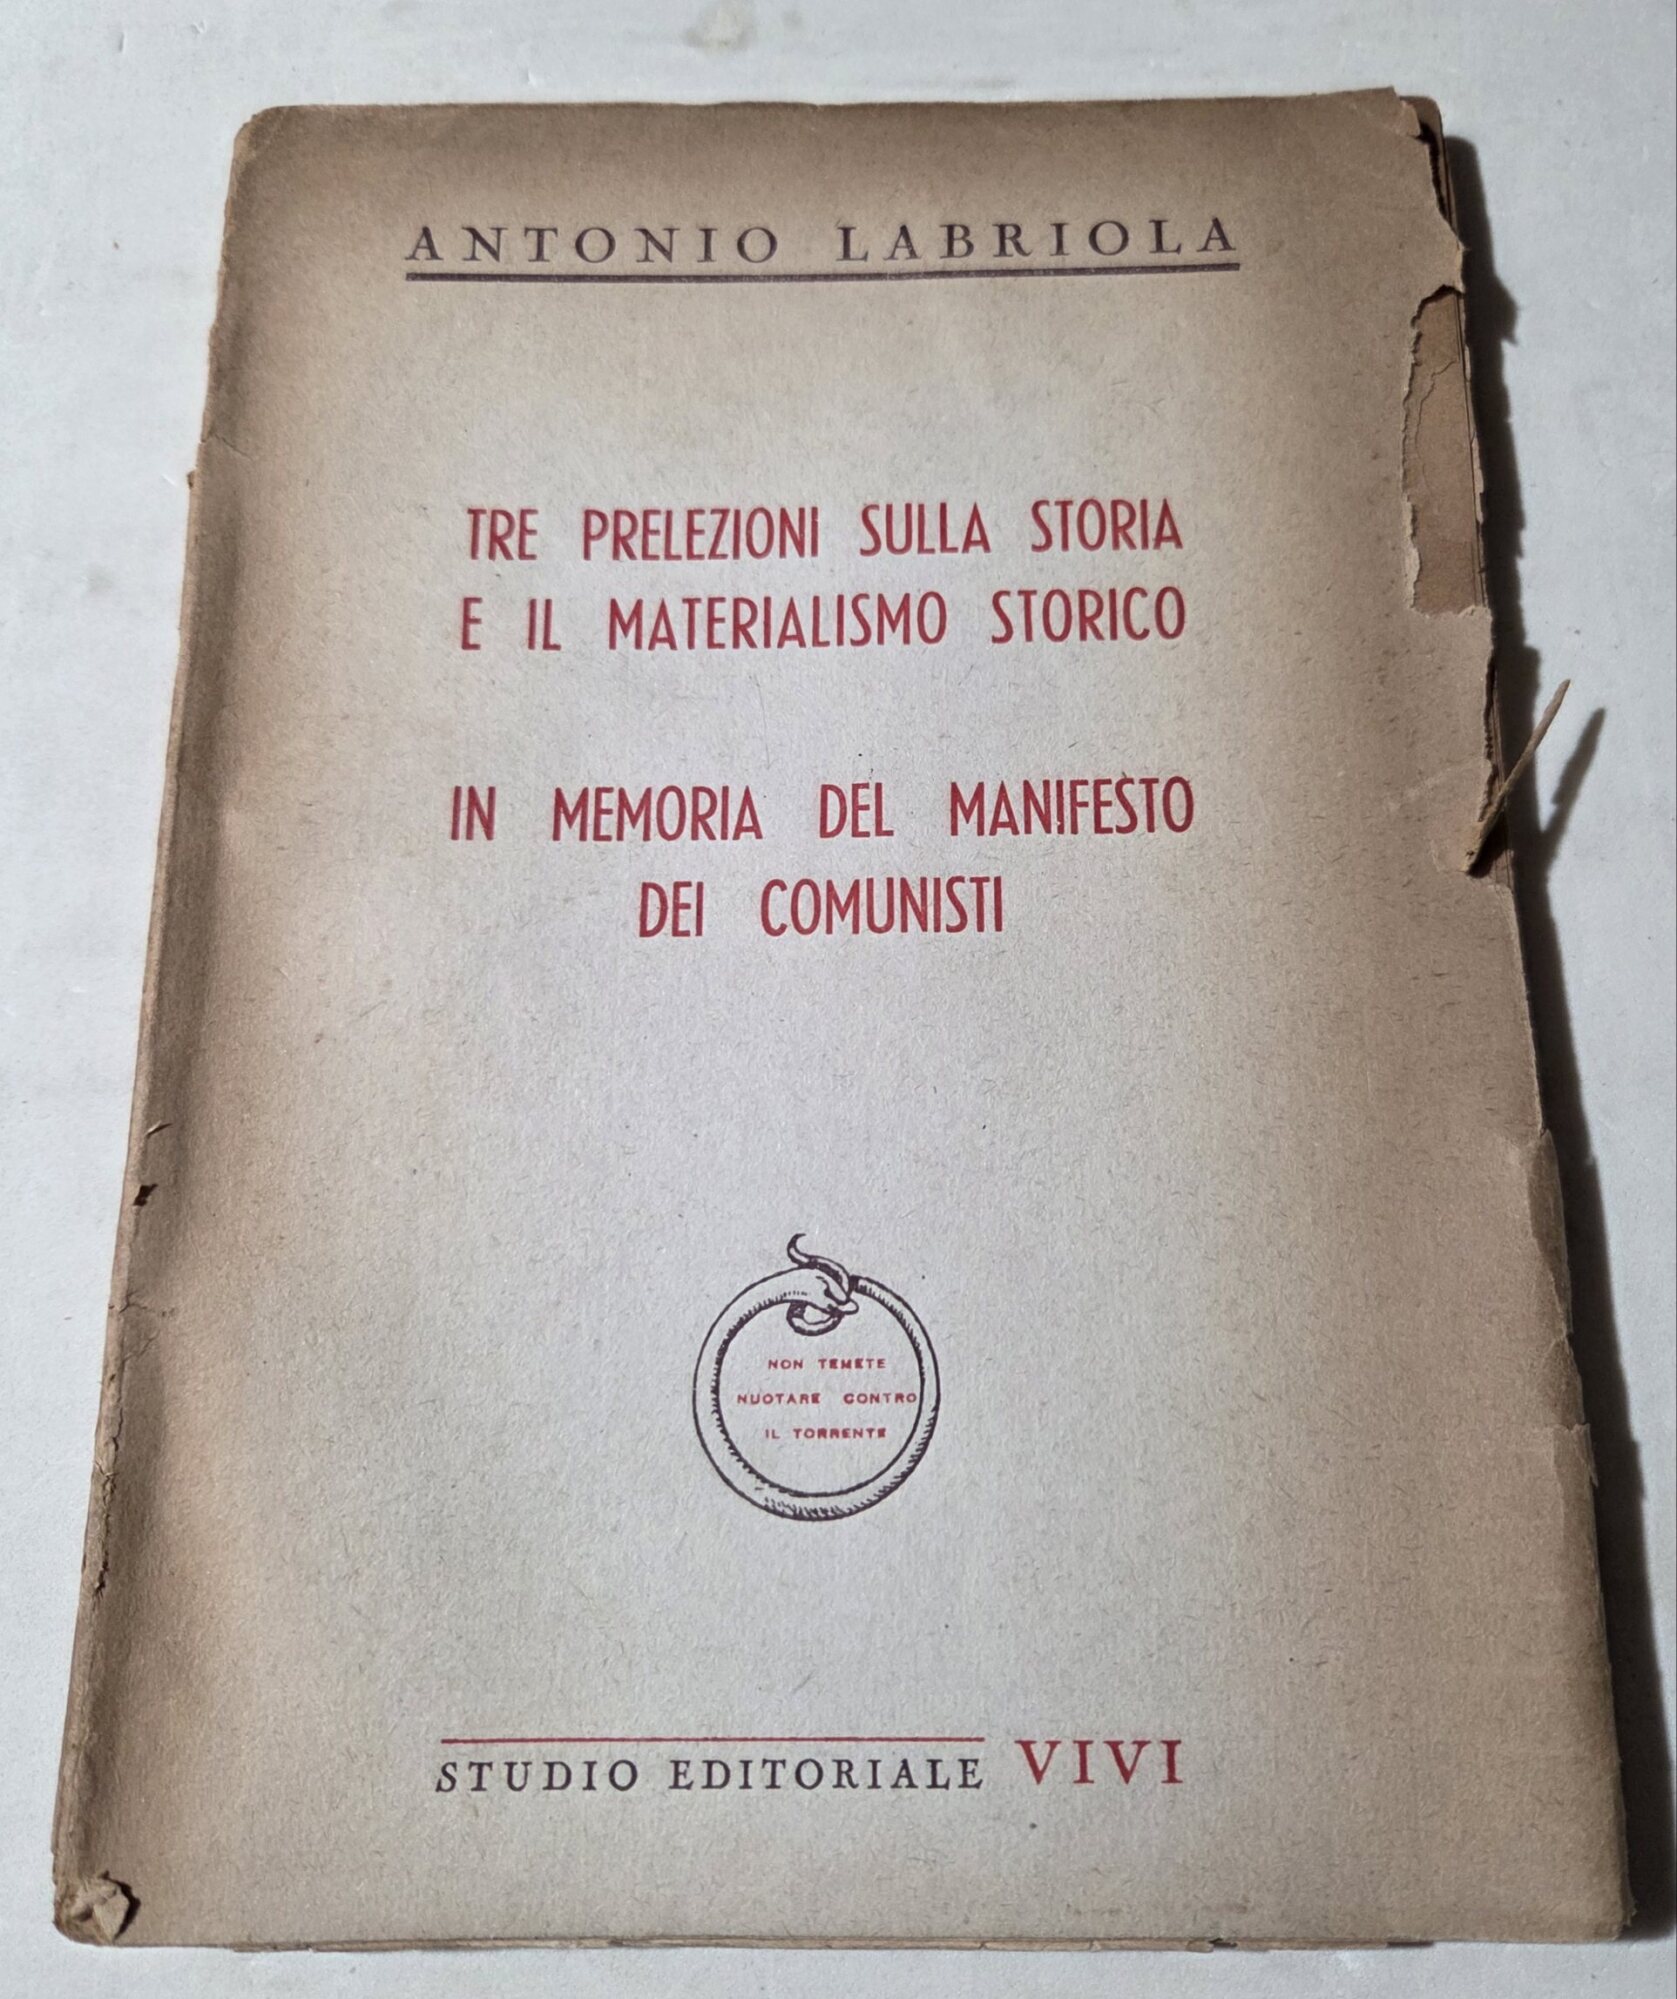 ANTONIO LABRIOLA
TRE PRELEZIONI SULLA STORIA
E IL MATERIALISMO STORICO
IN MEMORIA DEL MANIFESTO
DEI COMUNISTI
NON TEMETE
NUOTARE CONTRO
IL TORRENTE
STUDIO EDITORIALE VIVI